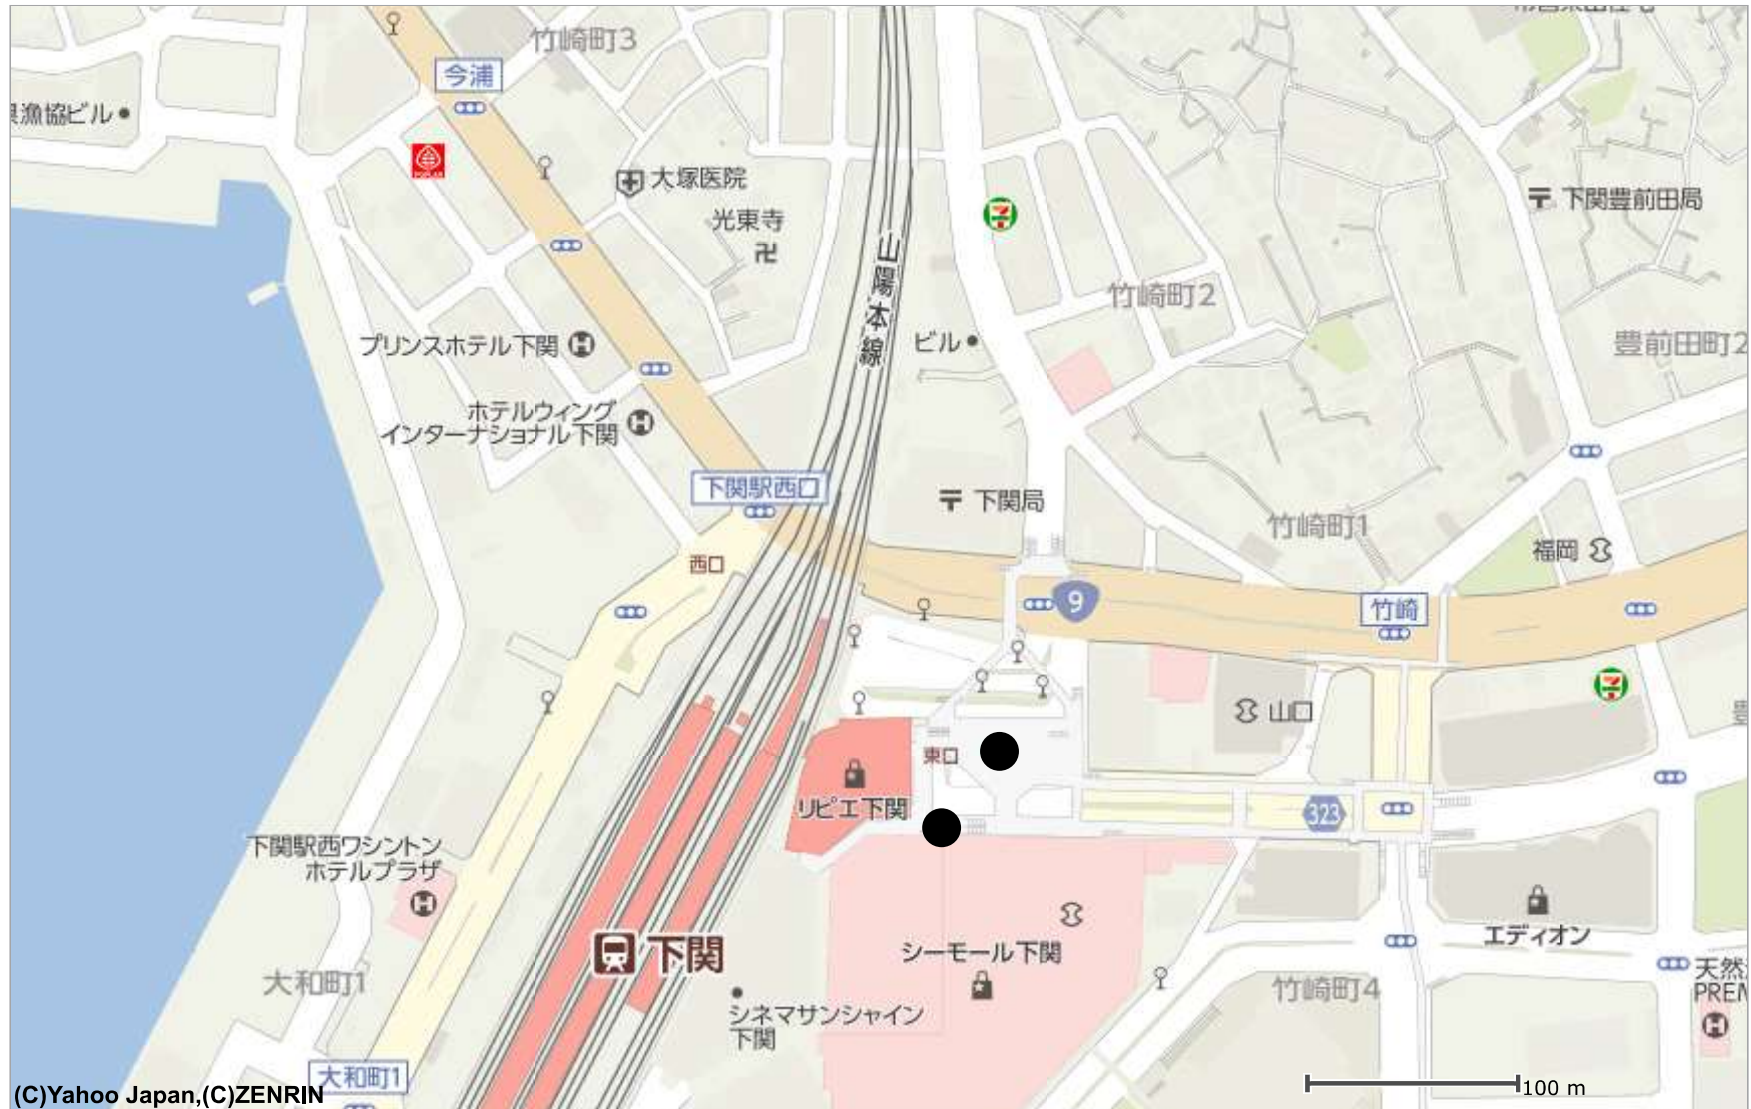 竹崎町3
今浦
漁協ビル
POPLAR
大塚医院
光東寺
下関豊前田局
山陽本線
竹崎町2
ビル
豊前田町2
プリンスホテル下関
ホテルウィング
インターナショナル下関
下関駅西口
下関局
竹崎町1
福岡
西口
9
竹崎
山口
東口
リピエ下関
323
下関駅西ワシントン
ホテルプラザ
下関
シーモール下関
エディオン
大和町1
シネマサンシャイン
下関
竹崎町4
天然
PREM
大和町1
(C)Yahoo Japan,(C)ZENRIN
100 m